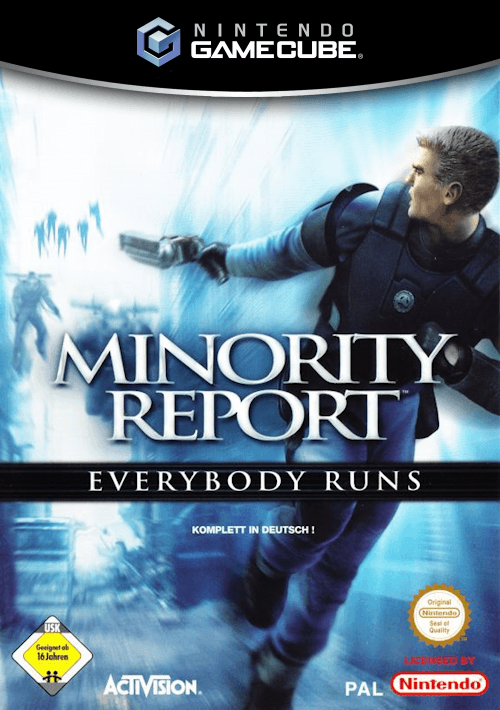 NINTENDO
GAMECUBE®
MINORITY
REPORT™
EVERYBODY RUNS
KOMPLETT IN DEUTSCH !
USK
Geeignet ab
16 Jahren
ACTIVISION®
Original
Nintendo
Seal of
Quality
LICENSED BY
PAL
Nintendo®